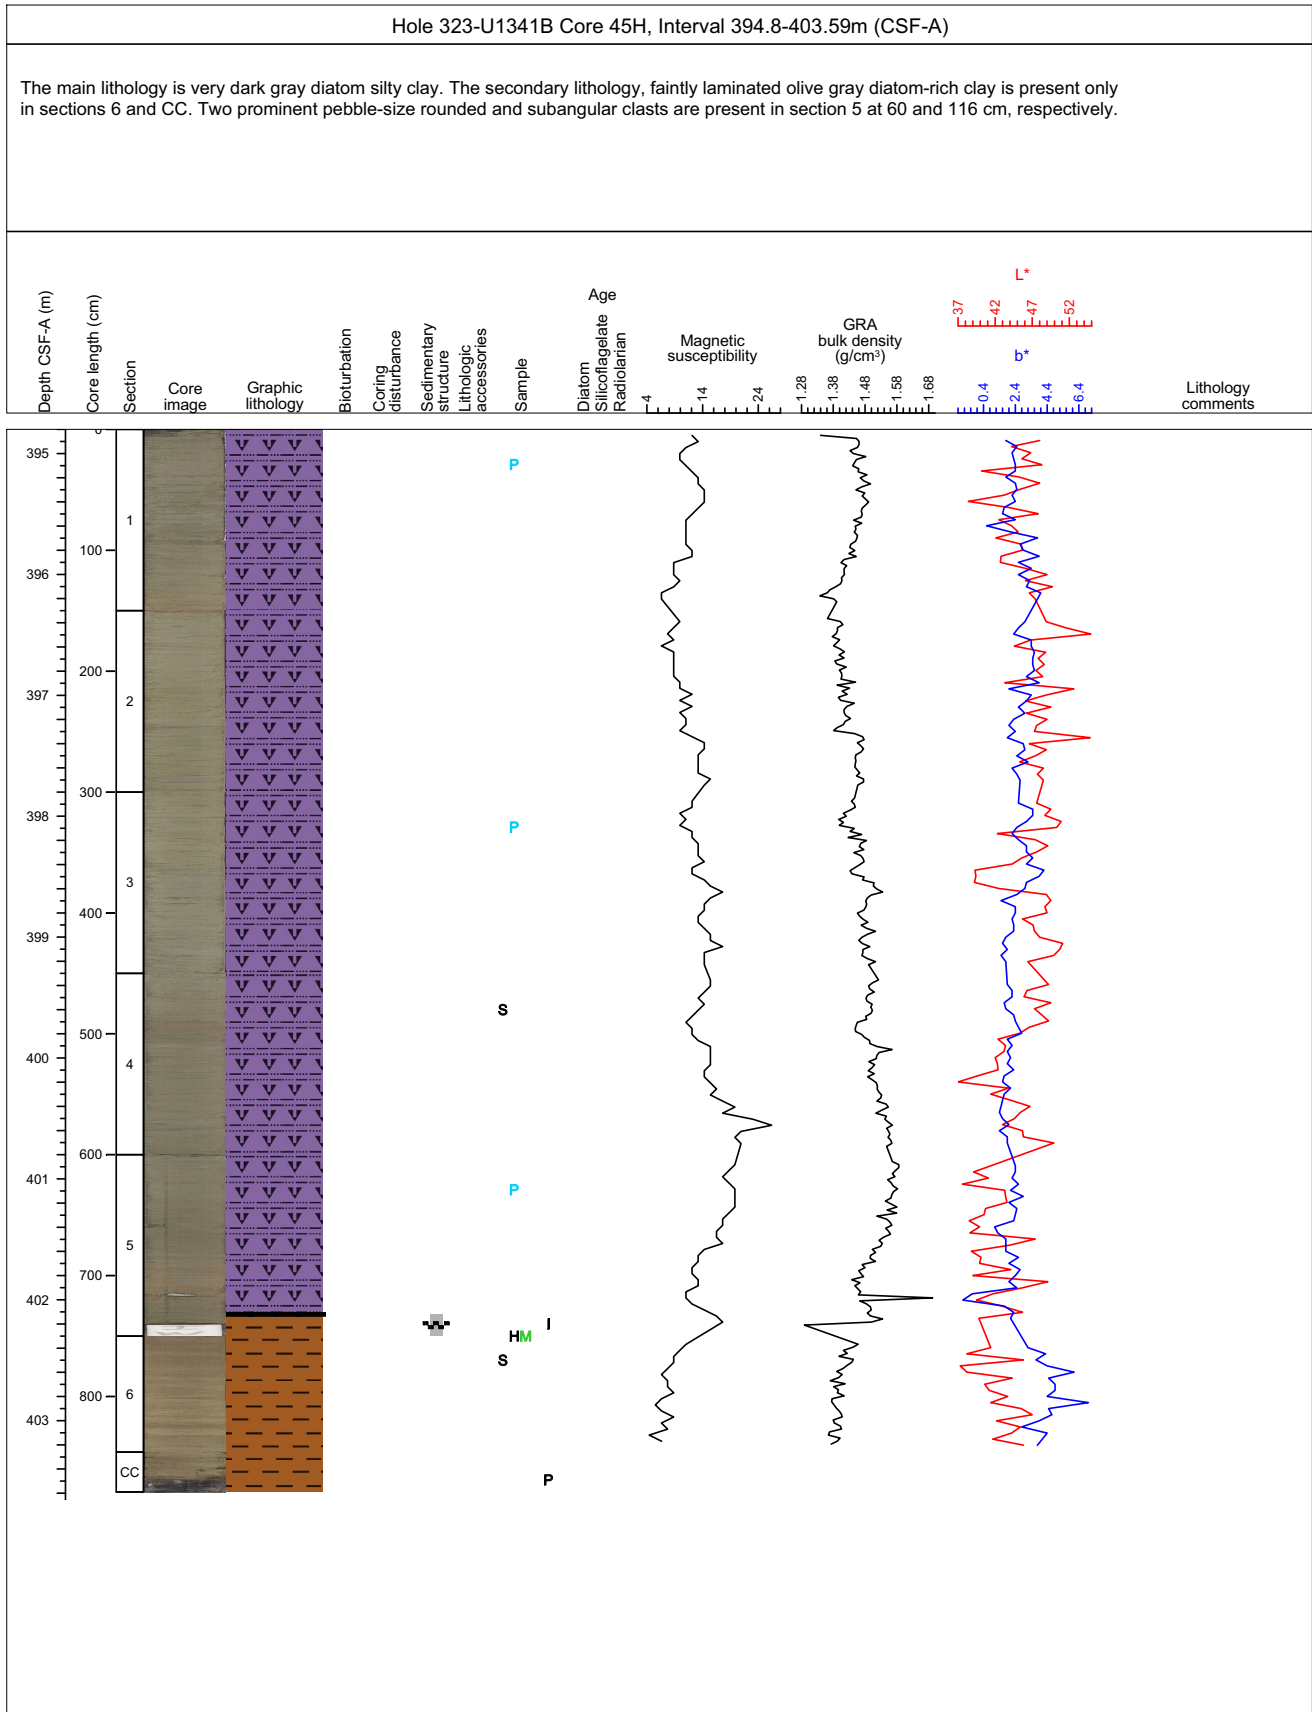 Hole 323-U1341B Core 45H, Interval 394.8-403.59m (CSF-A)
The main lithology is very dark gray diatom silty clay. The secondary lithology, faintly laminated olive gray diatom-rich clay is present only
in sections 6 and CC. Two prominent pebble-size rounded and subangular clasts are present in section 5 at 60 and 116 cm, respectively.
Depth CSF-A (m)
Core length (cm)
Section
Core
image
Graphic
lithology
Bioturbation
Coring
disturbance
Sedimentary
structure
Lithologic
accessories
Sample
Age
Diatom
Silicoflagelate
Radiolarian
Magnetic
susceptibility
4
14
24
GRA
bulk density
(g/cm³)
1.28
1.38
1.48
1.58
1.68
L*
37
42
47
52
b*
0.4
2.4
4.4
6.4
Lithology
comments
0
395
P
1
100
396
200
397
2
300
398
P
3
400
399
S
500
400
4
600
401
P
5
700
402
I
HM
S
6
800
403
CC
P